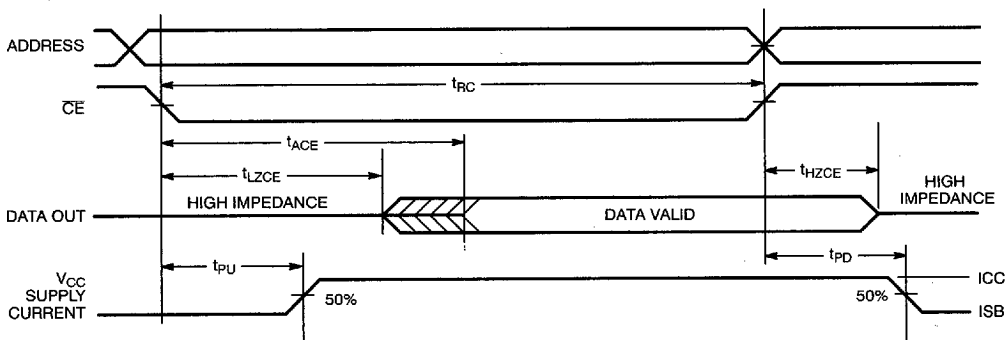 ADDRESS
tRC
CE
tACE
tLZCE
tHZCE
HIGH IMPEDANCE
DATA OUT
HIGH IMPEDANCE
DATA VALID
tPU
tPD
VCC
SUPPLY
CURRENT
50%
50%
ICC
ISB